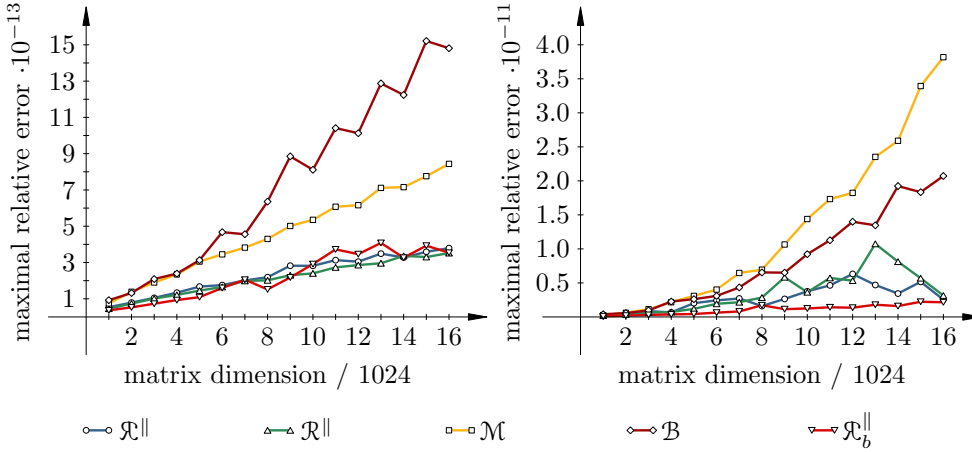 maximal relative error ·10⁻¹³
15
13
11
9
7
5
3
1
2 4 6 8 10 12 14 16
matrix dimension / 1024
maximal relative error ·10⁻¹¹
4.0
3.5
3.0
2.5
2.0
1.5
1.0
0.5
2 4 6 8 10 12 14 16
matrix dimension / 1024
𝔎^∥ ℛ^∥ ℳ ℬ 𝔎_b^∥